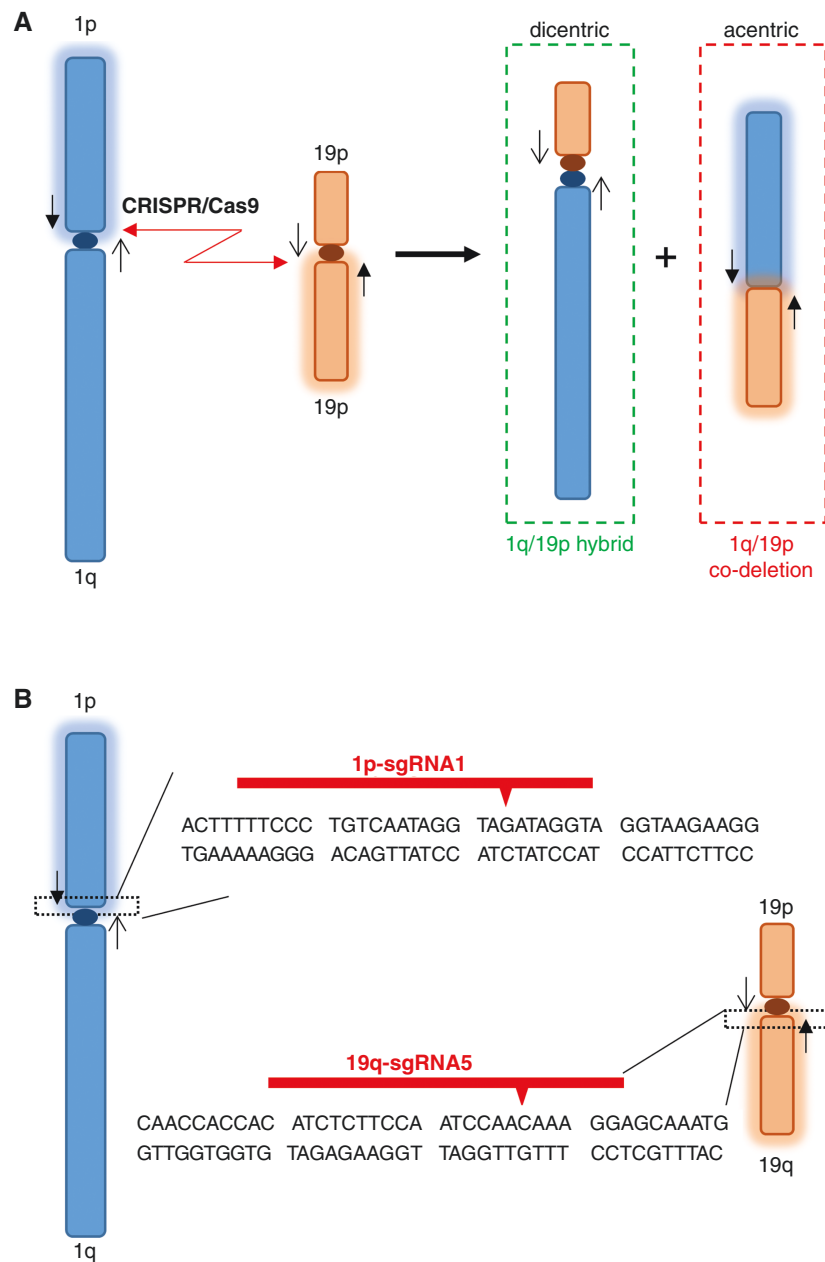 A
1p
dicentric
acentric
19p
CRISPR/Cas9
+
19p
1q/19p hybrid
1q/19p
co-deletion
1q
B
1p
1p-sgRNA1
ACTTTTTCCC TGTCAATAGG TAGATAGGTA GGTAAGAAGG
TGAAAAAGGG ACAGTTATCC ATCTATCCAT CCATTCTTCC
19p
19q-sgRNA5
CAACCACCAC ATCTCTTCCA ATCCAACAAA GGAGCAAATG
GTTGGTGGTG TAGAGAAGGT TAGGTTGTTT CCTCGTTTAC
19q
1q